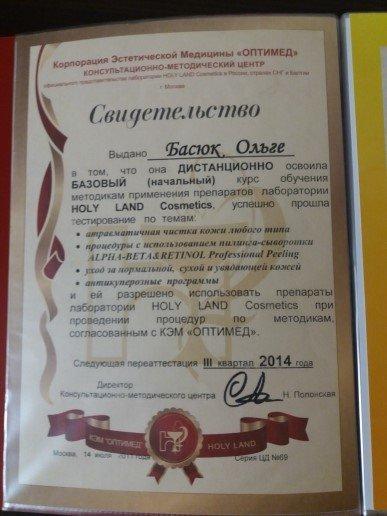 Корпорация Эстетической Медицины «ОПТИМЕД»
КОНСУЛЬТАЦИОННО-МЕТОДИЧЕСКИЙ ЦЕНТР
официального представительства лаборатории HOLY LAND Cosmetics в России, странах СНГ и Балтии
г. Москва
Свидетельство
Выдано Басюк Ольге
в том, что она ДИСТАНЦИОННО освоила
БАЗОВЫЙ (начальный) курс обучения
методикам применения препаратов лаборатории
HOLY LAND Cosmetics, успешно прошла
тестирование по темам:
• атравматичная чистка кожи любого типа
• процедуры с использованием пилинга-сыворотки
ALPHA-BETA&RETINOL Professional Peeling
• уход за нормальной, сухой и увядающей кожей
• антикуперозные программы
и ей разрешено использовать препараты
лаборатории HOLY LAND Cosmetics при
проведении процедур по методикам,
согласованным с КЭМ «ОПТИМЕД».
Следующая переаттестация III квартал 2014 года
Директор
Консультационно-методического центра Н. Полонская
КЭМ "ОПТИМЕД" HOLY LAND
Москва, 14 июля года Серия ЦД №69